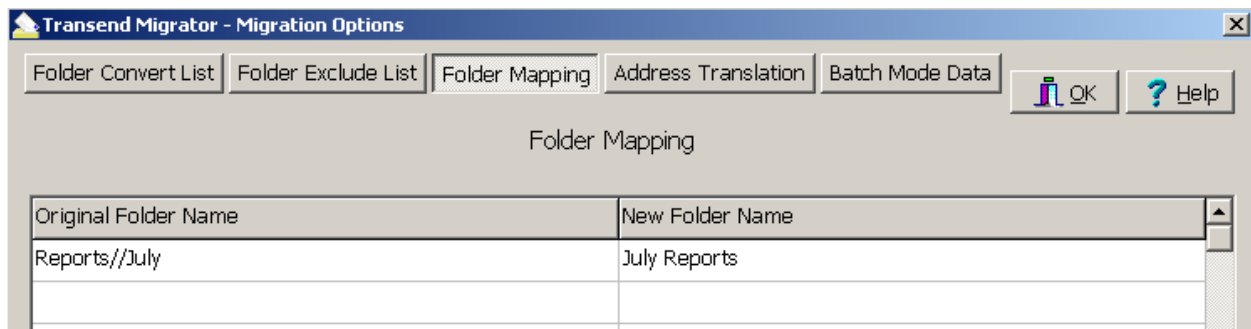 Transend Migrator - Migration Options
Folder Convert List Folder Exclude List Folder Mapping Address Translation Batch Mode Data OK Help
Folder Mapping
Original Folder Name New Folder Name
Reports//July July Reports